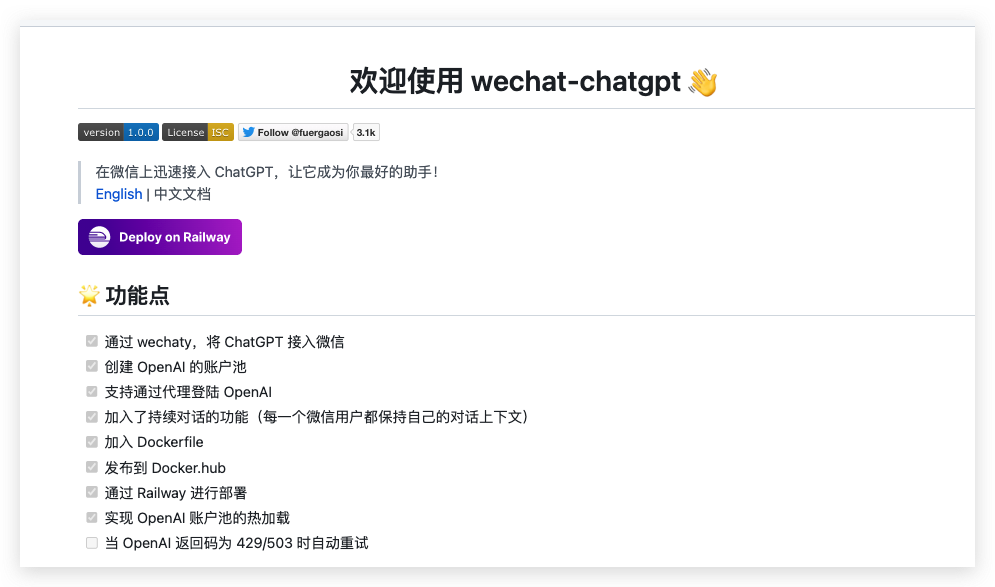 欢迎使用 wechat-chatgpt 👋
version 1.0.0 License ISC Follow @fuergaosi 3.1k
在微信上迅速接入 ChatGPT，让它成为你最好的助手！
English | 中文文档
Deploy on Railway
🌟 功能点
通过 wechaty，将 ChatGPT 接入微信
创建 OpenAI 的账户池
支持通过代理登陆 OpenAI
加入了持续对话的功能（每一个微信用户都保持自己的对话上下文）
加入 Dockerfile
发布到 Docker.hub
通过 Railway 进行部署
实现 OpenAI 账户池的热加载
当 OpenAI 返回码为 429/503 时自动重试